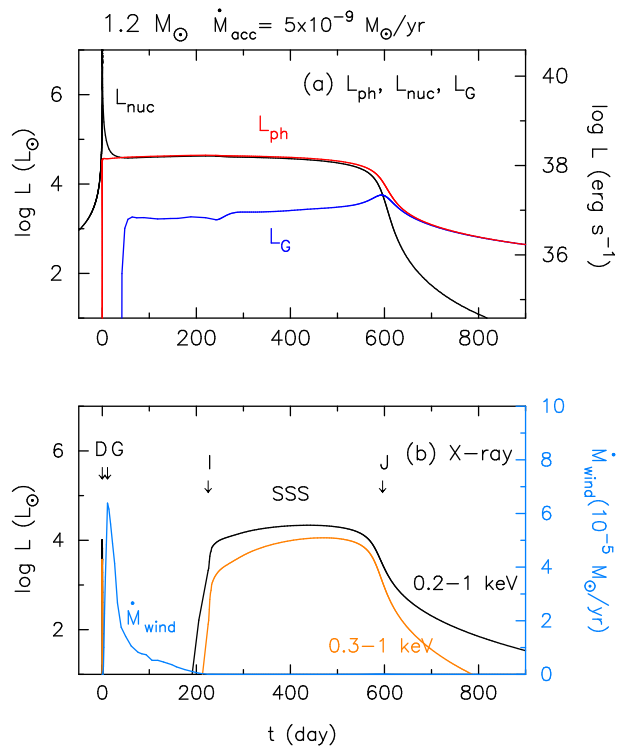 1.2 M☉ Ṁacc= 5x10⁻⁹ M☉/yr
(a) Lph, Lnuc, LG
Lnuc
Lph
LG
log L (L☉)
6
4
2
log L (erg s⁻¹)
40
38
36
0 200 400 600 800
(b) X-ray
D G I J
SSS
Ṁwind
0.2-1 keV
0.3-1 keV
log L (L☉)
6
4
2
Ṁwind(10⁻⁵ M☉/yr)
10
8
6
4
2
0
0 200 400 600 800
t (day)